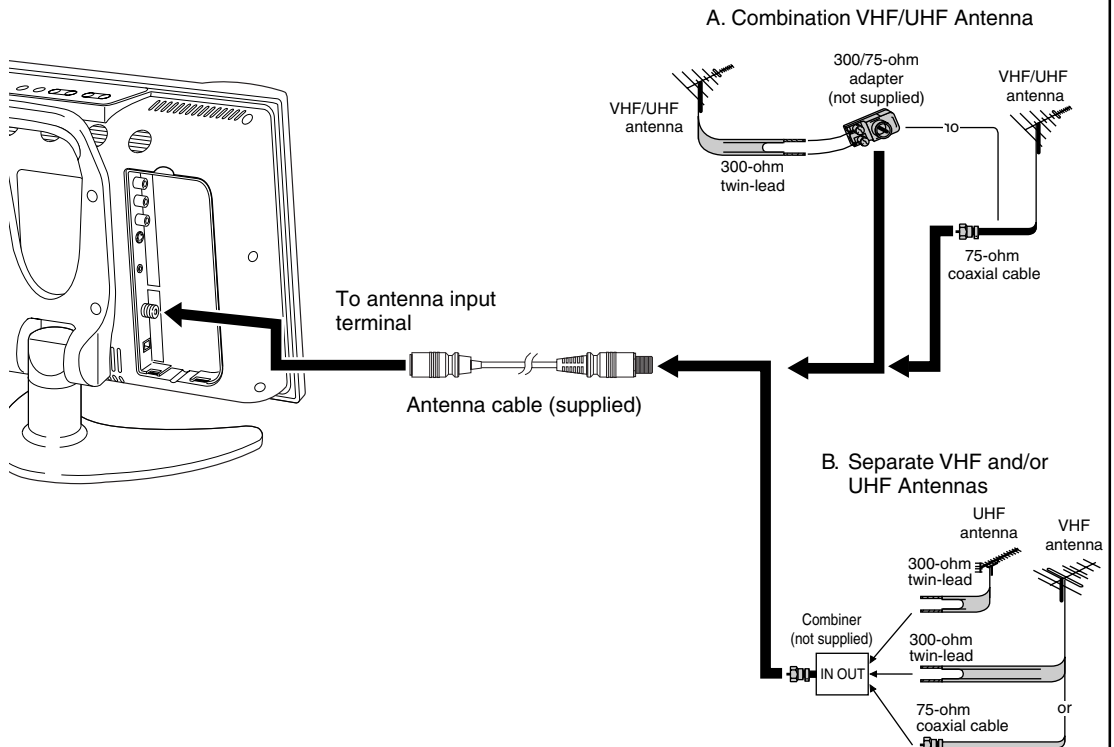 A. Combination VHF/UHF Antenna
300/75-ohm
adapter
(not supplied)
VHF/UHF
antenna
VHF/UHF
antenna
300-ohm
twin-lead
75-ohm
coaxial cable
To antenna input
terminal
Antenna cable (supplied)
B. Separate VHF and/or
UHF Antennas
UHF
antenna
VHF
antenna
300-ohm
twin-lead
Combiner
(not supplied)
IN OUT
300-ohm
twin-lead
75-ohm
coaxial cable
or